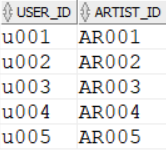 USER_ID ARTIST_ID
u001 AR001
u002 AR002
u003 AR003
u004 AR004
u005 AR005